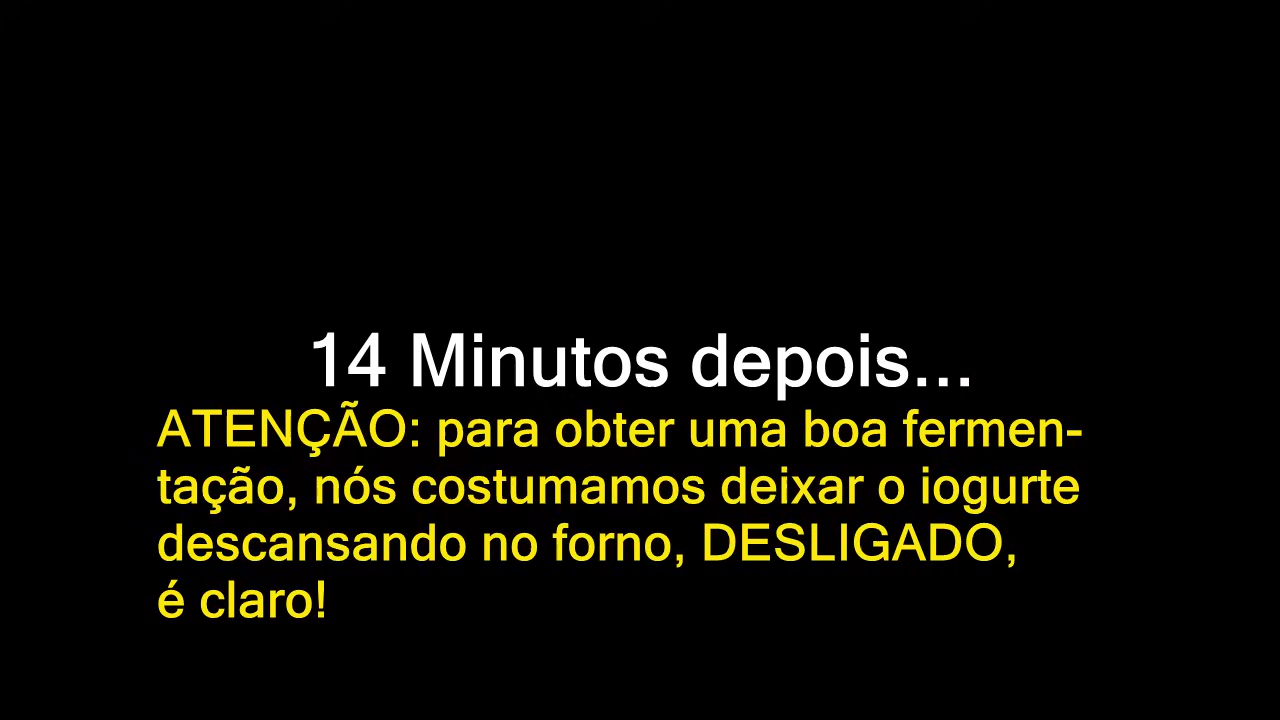 14 Minutos depois...
ATENÇÃO: para obter uma boa fermen-
tação, nós costumamos deixar o iogurte
descansando no forno, DESLIGADO,
é claro!